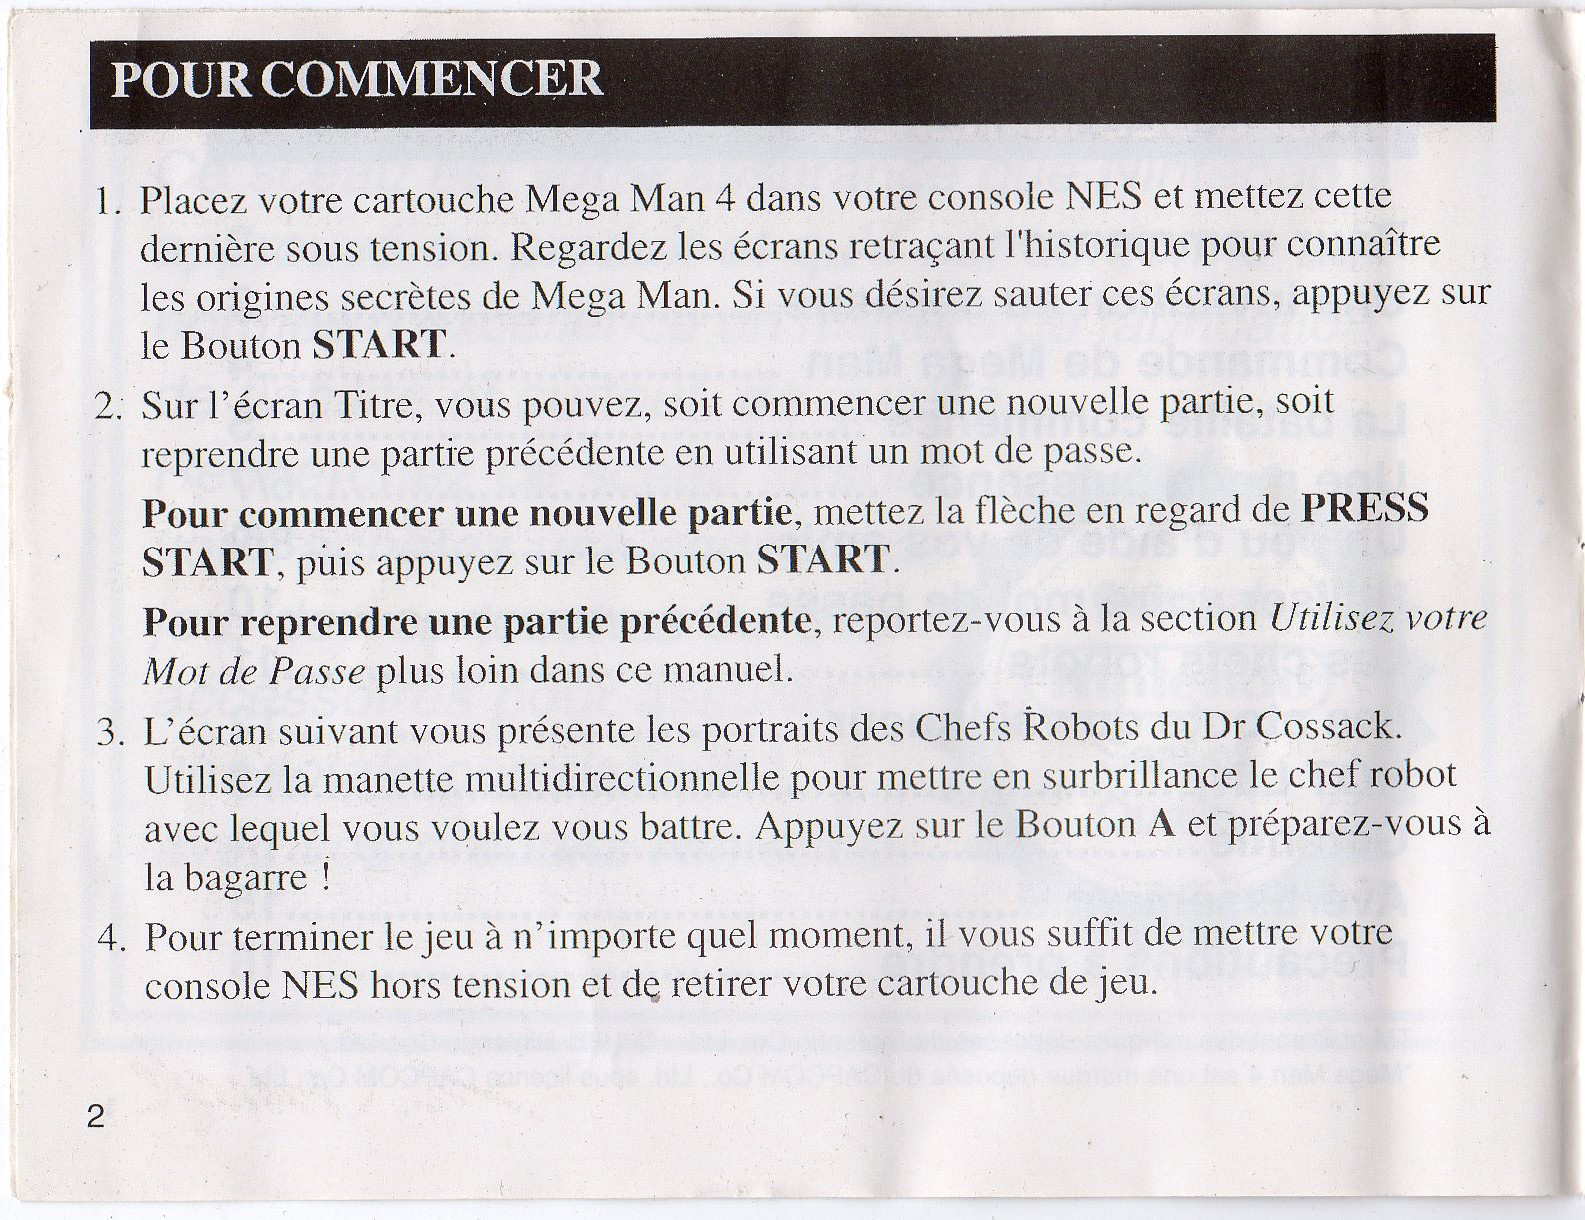 POUR COMMENCER
1. Placez votre cartouche Mega Man 4 dans votre console NES et mettez cette
dernière sous tension. Regardez les écrans retraçant l'historique pour connaître
les origines secrètes de Mega Man. Si vous désirez sauter ces écrans, appuyez sur
le Bouton START.
2. Sur l'écran Titre, vous pouvez, soit commencer une nouvelle partie, soit
reprendre une partie précédente en utilisant un mot de passe.
Pour commencer une nouvelle partie, mettez la flèche en regard de PRESS
START, puis appuyez sur le Bouton START.
Pour reprendre une partie précédente, reportez-vous à la section Utilisez votre
Mot de Passe plus loin dans ce manuel.
3. L'écran suivant vous présente les portraits des Chefs Robots du Dr Cossack.
Utilisez la manette multidirectionnelle pour mettre en surbrillance le chef robot
avec lequel vous voulez vous battre. Appuyez sur le Bouton A et préparez-vous à
la bagarre !
4. Pour terminer le jeu à n'importe quel moment, il vous suffit de mettre votre
console NES hors tension et de retirer votre cartouche de jeu.
2